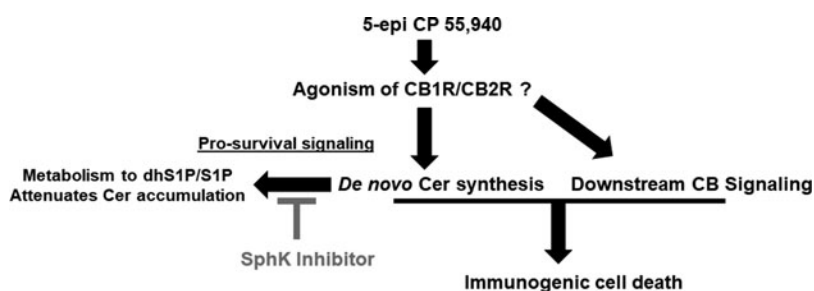 5-epi CP 55,940
Agonism of CB1R/CB2R ?
Pro-survival signaling
Metabolism to dhS1P/S1P
Attenuates Cer accumulation
De novo Cer synthesis
Downstream CB Signaling
SphK Inhibitor
Immunogenic cell death